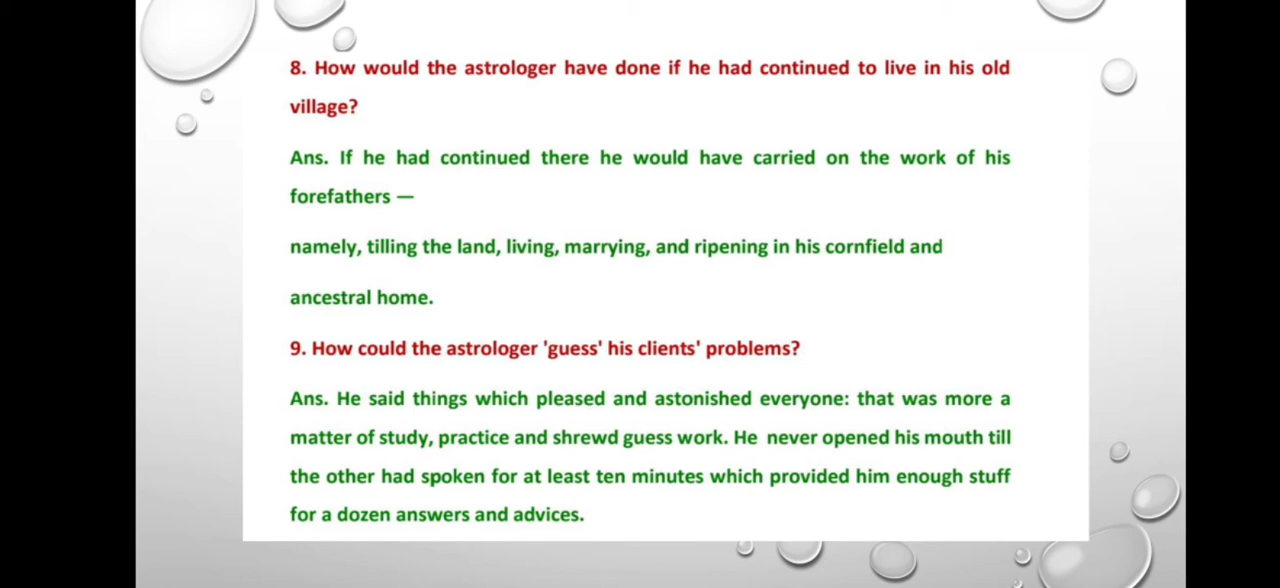 8. How would the astrologer have done if he had continued to live in his old
village?
Ans. If he had continued there he would have carried on the work of his
forefathers —
namely, tilling the land, living, marrying, and ripening in his cornfield and
ancestral home.
9. How could the astrologer 'guess' his clients' problems?
Ans. He said things which pleased and astonished everyone: that was more a
matter of study, practice and shrewd guess work. He never opened his mouth till
the other had spoken for at least ten minutes which provided him enough stuff
for a dozen answers and advices.